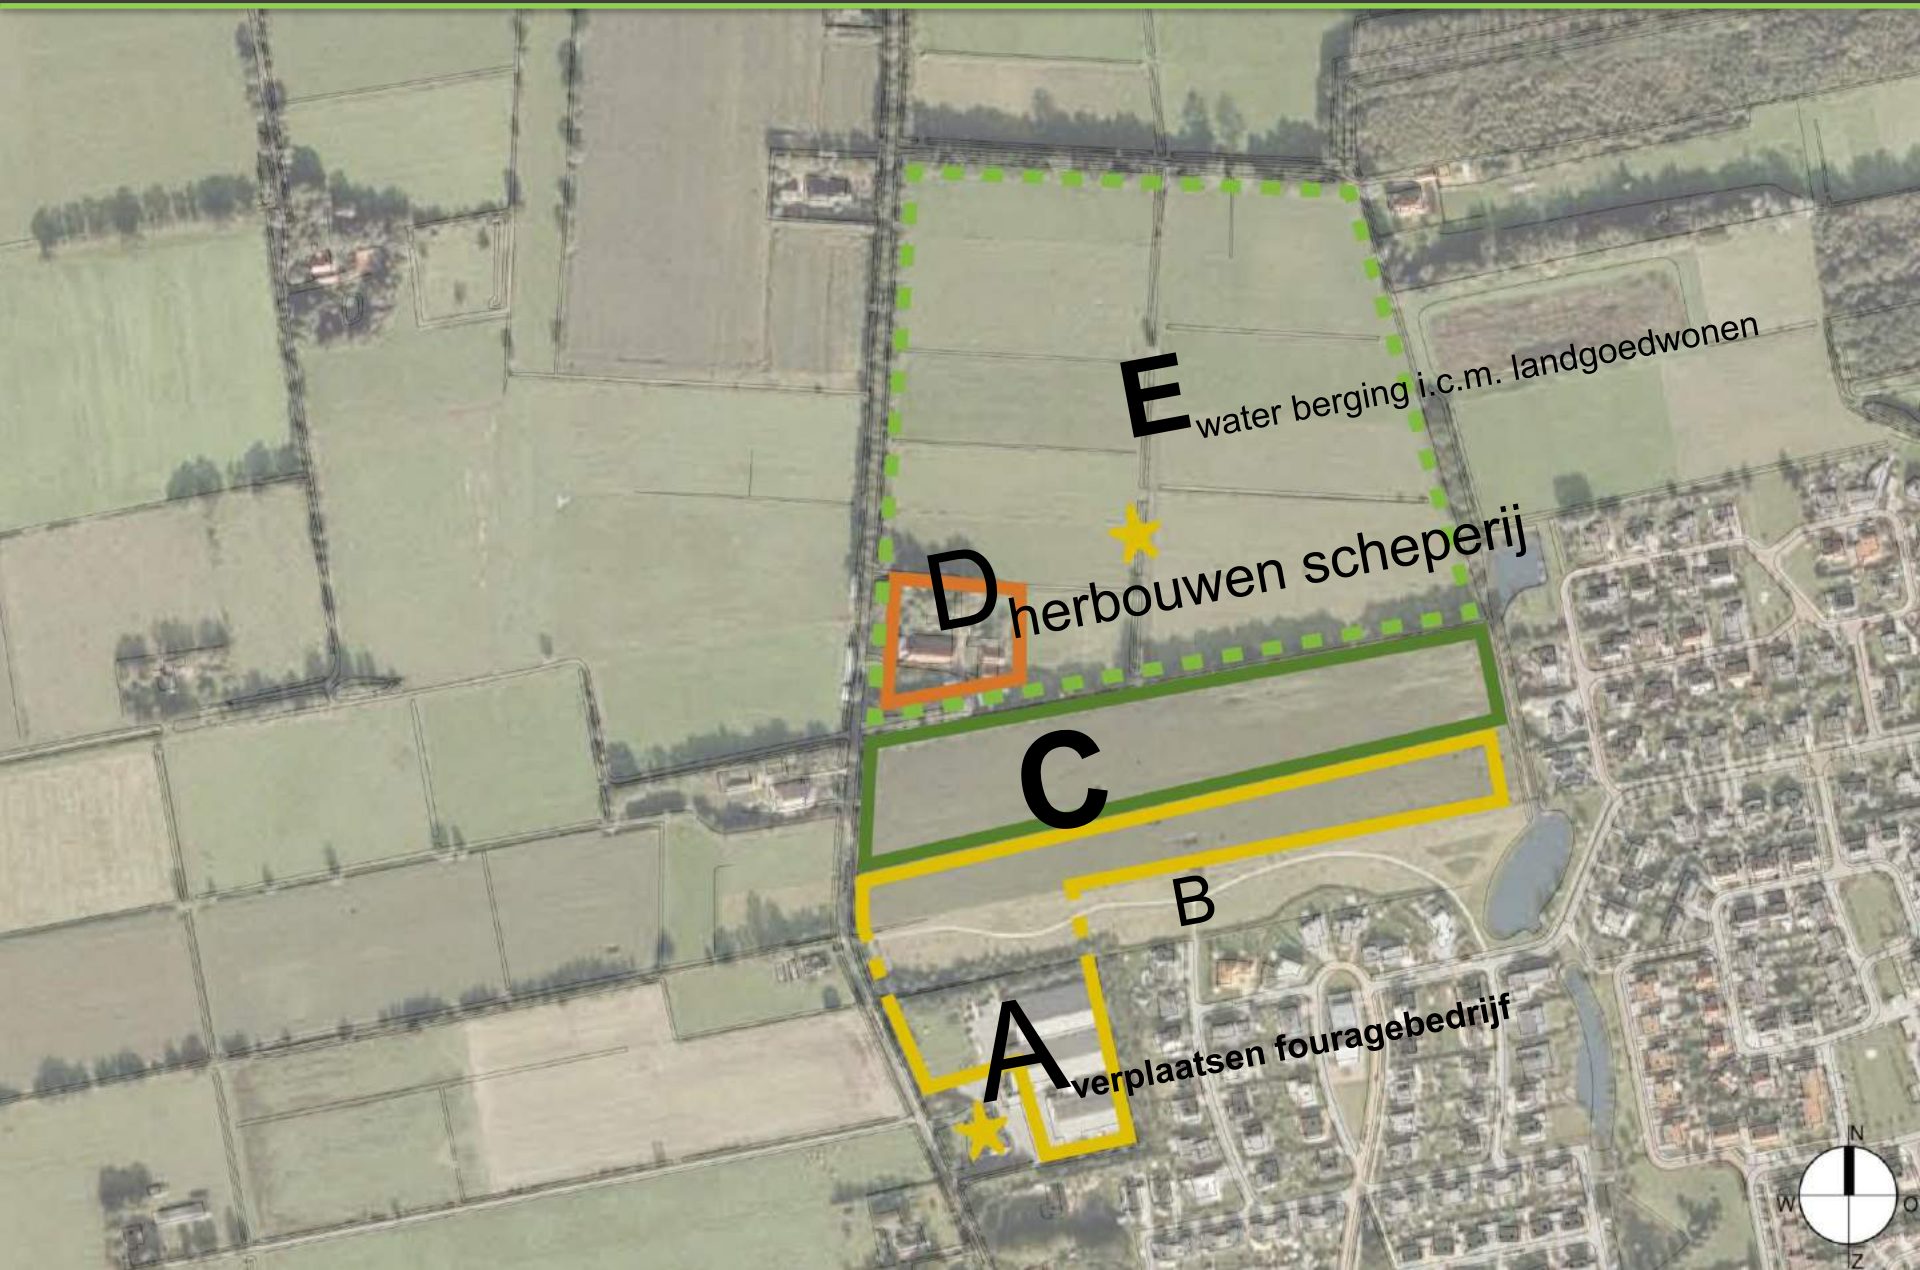 E water berging i.c.m. landgoedwonen
D herbouwen scheperij
C
B
A verplaatsen fouragebedrijf
N
W O
Z